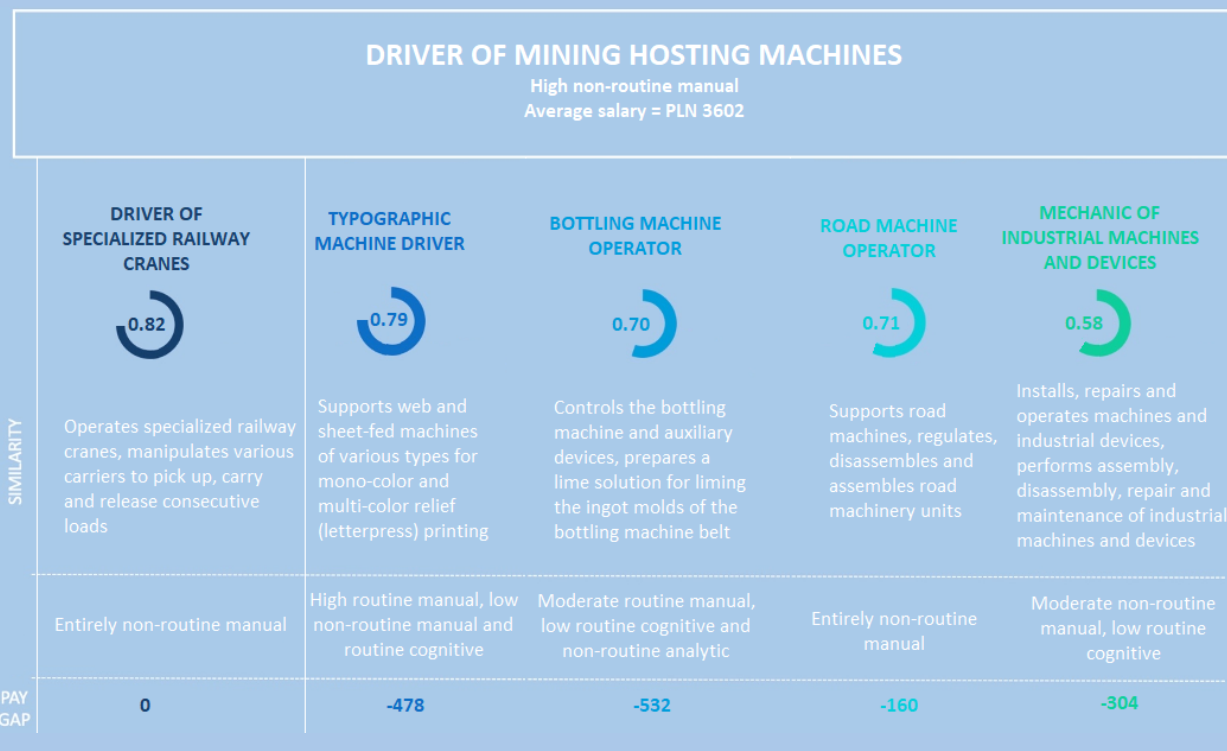 DRIVER OF MINING HOSTING MACHINES
High non-routine manual
Average salary = PLN 3602
DRIVER OF
SPECIALIZED RAILWAY
CRANES
TYPOGRAPHIC
MACHINE DRIVER
BOTTLING MACHINE
OPERATOR
ROAD MACHINE
OPERATOR
MECHANIC OF
INDUSTRIAL MACHINES
AND DEVICES
0.82
0.79
0.70
0.71
0.58
SIMILARITY
Operates specialized railway
cranes, manipulates various
carriers to pick up, carry
and release consecutive
loads
Supports web and
sheet-fed machines
of various types for
mono-color and
multi-color relief
(letterpress) printing
Controls the bottling
machine and auxiliary
devices, prepares a
lime solution for liming
the ingot molds of the
bottling machine belt
Supports road
machines, regulates,
disassembles and
assembles road
machinery units
Installs, repairs and
operates machines and
industrial devices,
performs assembly,
disassembly, repair and
maintenance of industrial
machines and devices
Entirely non-routine manual
High routine manual, low
non-routine manual and
routine cognitive
Moderate routine manual,
low routine cognitive and
non-routine analytic
Entirely non-routine
manual
Moderate non-routine
manual, low routine
cognitive
PAY
GAP
0
-478
-532
-160
-304